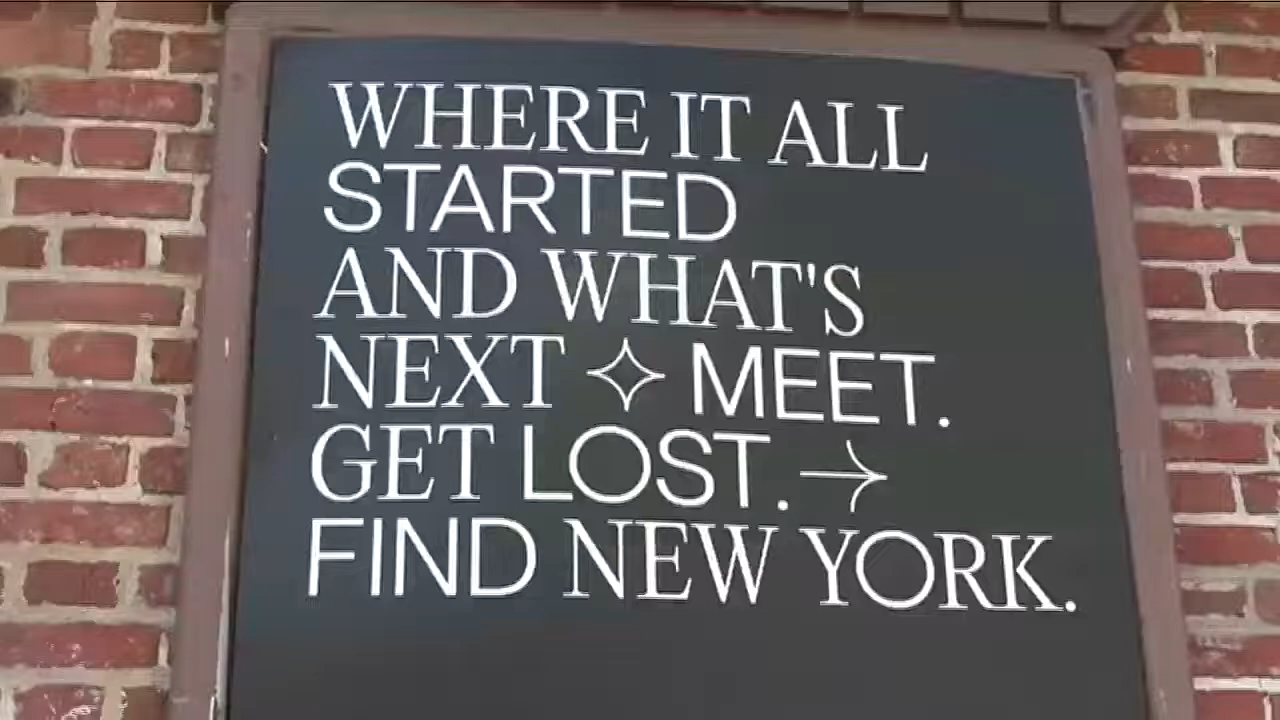 WHERE IT ALL
STARTED
AND WHAT'S
NEXT ✧ MEET.
GET LOST. →
FIND NEW YORK.